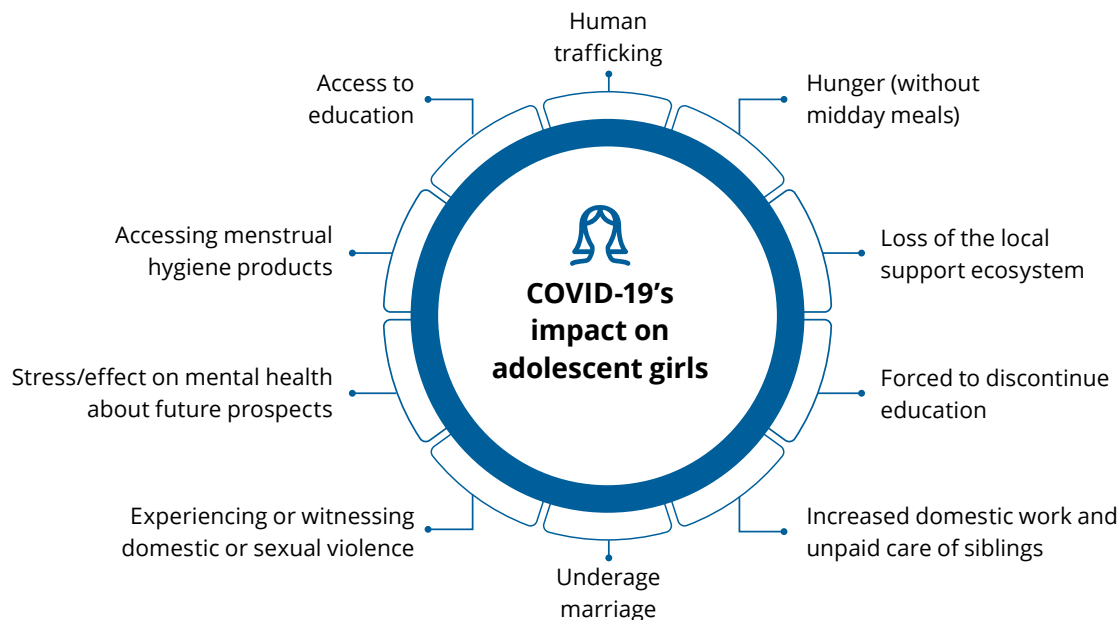 Human
trafficking
Hunger (without
midday meals)
Loss of the local
support ecosystem
Forced to discontinue
education
Increased domestic work and
unpaid care of siblings
Underage
marriage
Experiencing or witnessing
domestic or sexual violence
Stress/effect on mental health
about future prospects
Accessing menstrual
hygiene products
Access to
education
COVID-19’s
impact on
adolescent girls